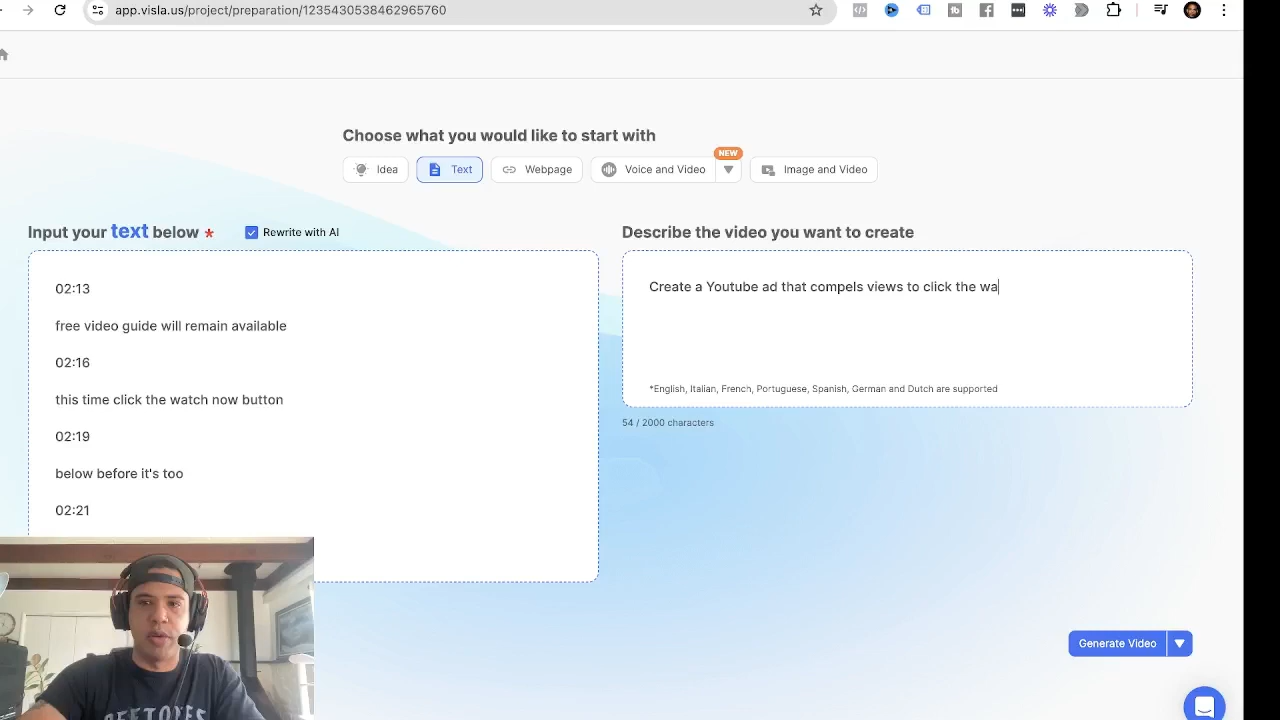 app.visla.us/project/preparation/1235430538462965760
Choose what you would like to start with
NEW
Idea
Text
Webpage
Voice and Video
Image and Video
Input your text below *
Rewrite with AI
Describe the video you want to create
02:13
free video guide will remain available
02:16
this time click the watch now button
02:19
below before it's too
02:21
Create a Youtube ad that compels views to click the wa
*English, Italian, French, Portuguese, Spanish, German and Dutch are supported
54 / 2000 characters
Generate Video